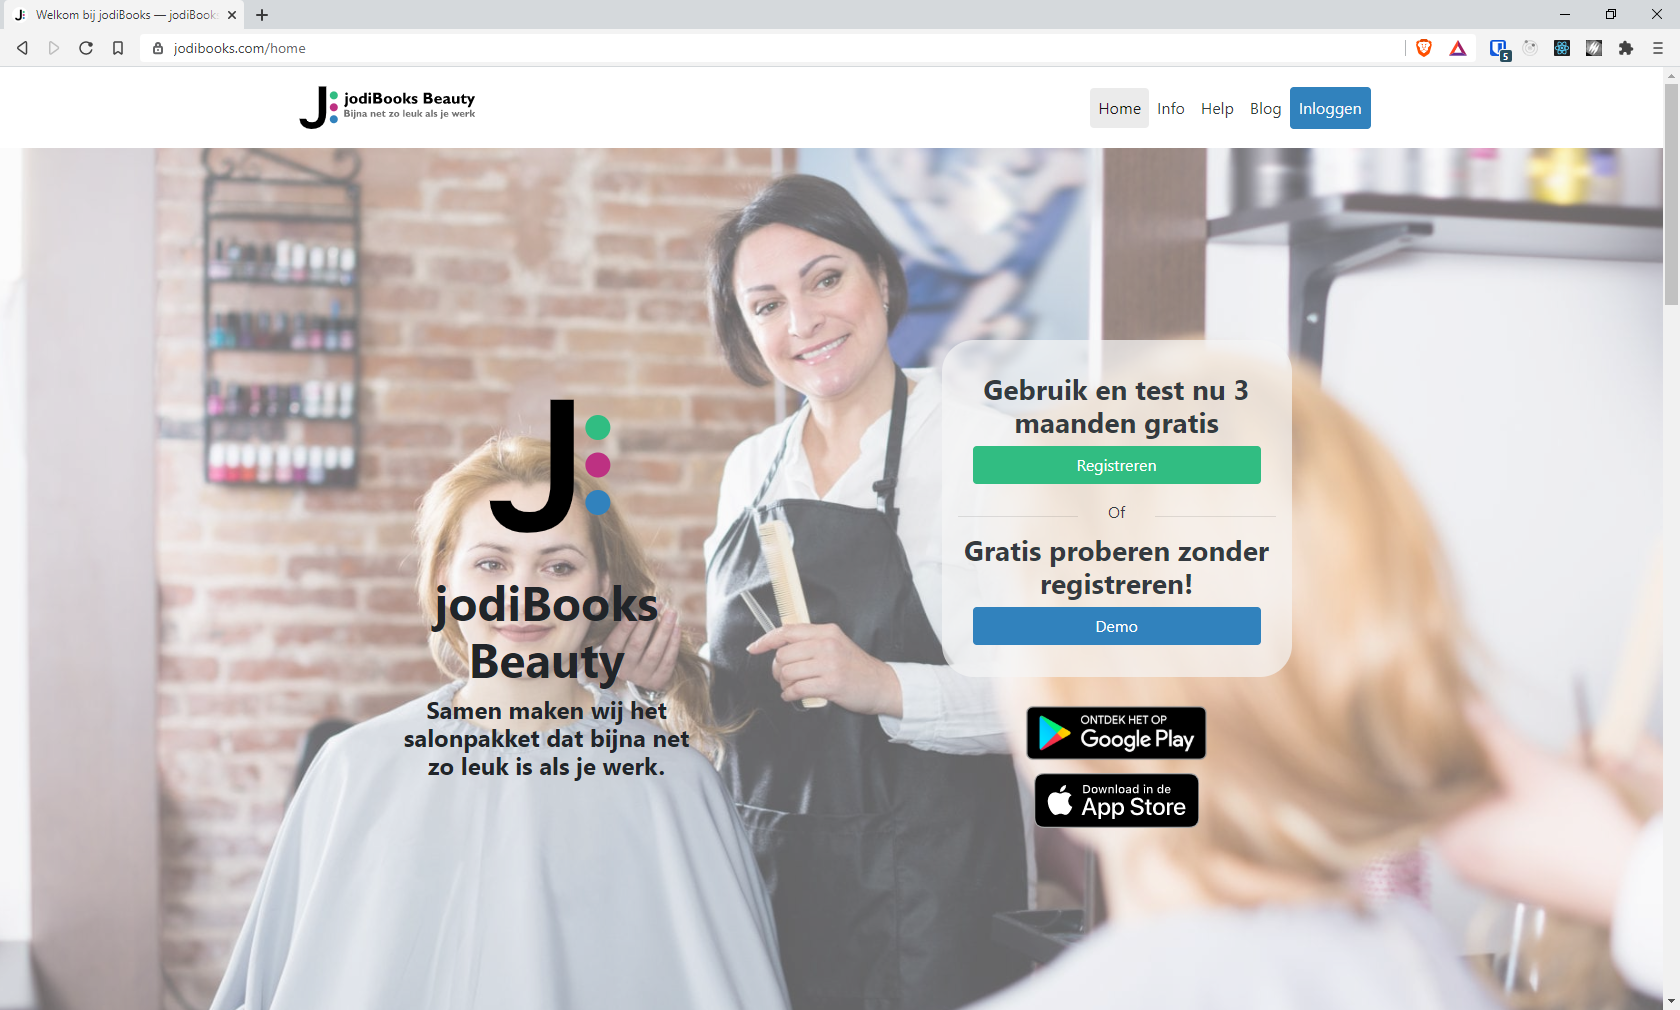 Welkom bij jodiBooks — jodiBooks
jodibooks.com/home
5
jodiBooks Beauty
Bijna net zo leuk als je werk
Home
Info
Help
Blog
Inloggen
jodiBooks
Beauty
Samen maken wij het
salonpakket dat bijna net
zo leuk is als je werk.
Gebruik en test nu 3
maanden gratis
Registreren
Of
Gratis proberen zonder
registreren!
Demo
ONTDEK HET OP
Google Play
Download in de
App Store